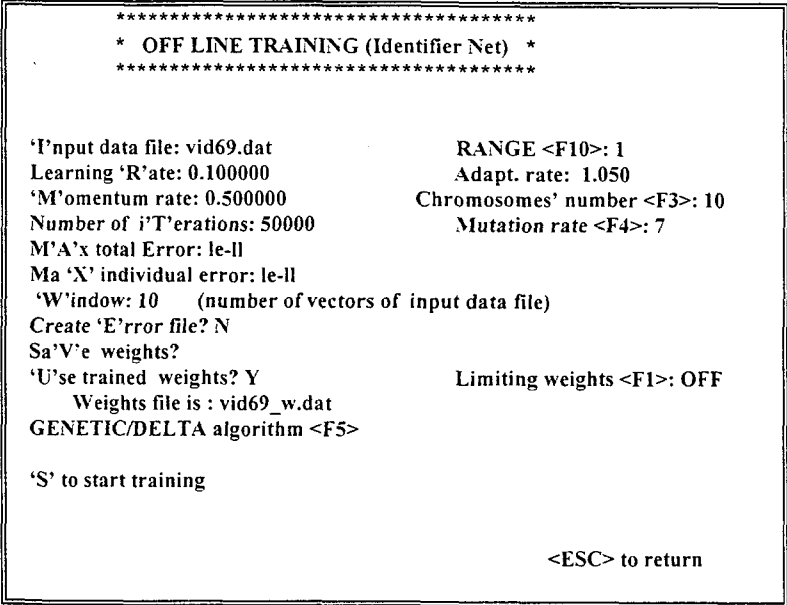 ***************************************
* OFF LINE TRAINING (Identifier Net) *
***************************************
‘I’nput data file: vid69.dat RANGE <F10>: 1
Learning ‘R’ate: 0.100000 Adapt. rate: 1.050
‘M’omentum rate: 0.500000 Chromosomes’ number <F3>: 10
Number of i’T’erations: 50000 Mutation rate <F4>: 7
M’A’x total Error: le-ll
Ma ‘X’ individual error: le-ll
‘W’indow: 10 (number of vectors of input data file)
Create ‘E’rror file? N
Sa’V’e weights?
‘U’se trained weights? Y Limiting weights <F1>: OFF
Weights file is : vid69_w.dat
GENETIC/DELTA algorithm <F5>
‘S’ to start training
<ESC> to return